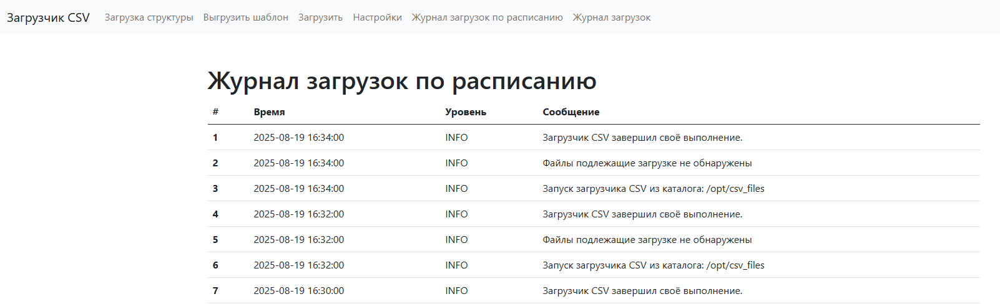 Загрузчик CSV Загрузка структуры Выгрузить шаблон Загрузить Настройки Журнал загрузок по расписанию Журнал загрузок
Журнал загрузок по расписанию
# Время Уровень Сообщение
1 2025-08-19 16:34:00 INFO Загрузчик CSV завершил своё выполнение.
2 2025-08-19 16:34:00 INFO Файлы подлежащие загрузке не обнаружены
3 2025-08-19 16:34:00 INFO Запуск загрузчика CSV из каталога: /opt/csv_files
4 2025-08-19 16:32:00 INFO Загрузчик CSV завершил своё выполнение.
5 2025-08-19 16:32:00 INFO Файлы подлежащие загрузке не обнаружены
6 2025-08-19 16:32:00 INFO Запуск загрузчика CSV из каталога: /opt/csv_files
7 2025-08-19 16:30:00 INFO Загрузчик CSV завершил своё выполнение.